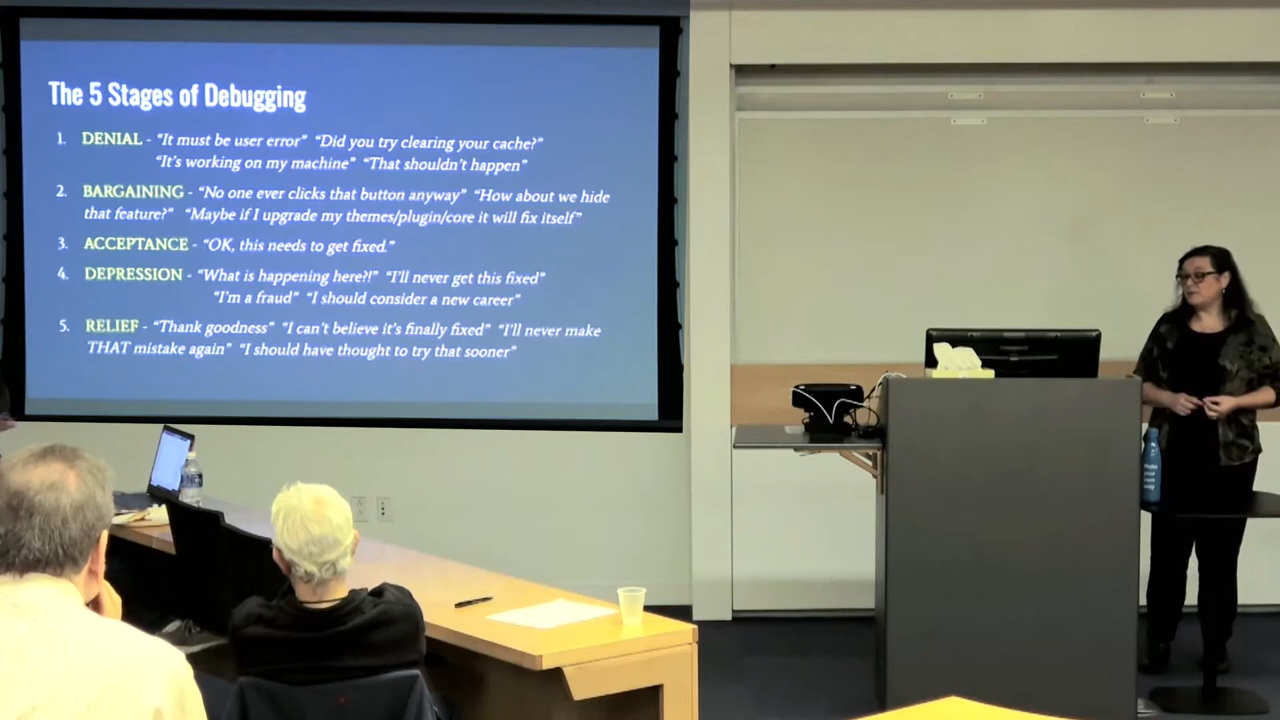 The 5 Stages of Debugging
1. DENIAL - “It must be user error” “Did you try clearing your cache?”
“It’s working on my machine” “That shouldn’t happen”
2. BARGAINING - “No one ever clicks that button anyway” “How about we hide
that feature?” “Maybe if I upgrade my themes/plugin/core it will fix itself”
3. ACCEPTANCE - “OK, this needs to get fixed.”
4. DEPRESSION - “What is happening here?!” “I’ll never get this fixed”
“I’m a fraud” “I should consider a new career”
5. RELIEF - “Thank goodness” “I can’t believe it’s finally fixed” “I’ll never make
THAT mistake again” “I should have thought to try that sooner”